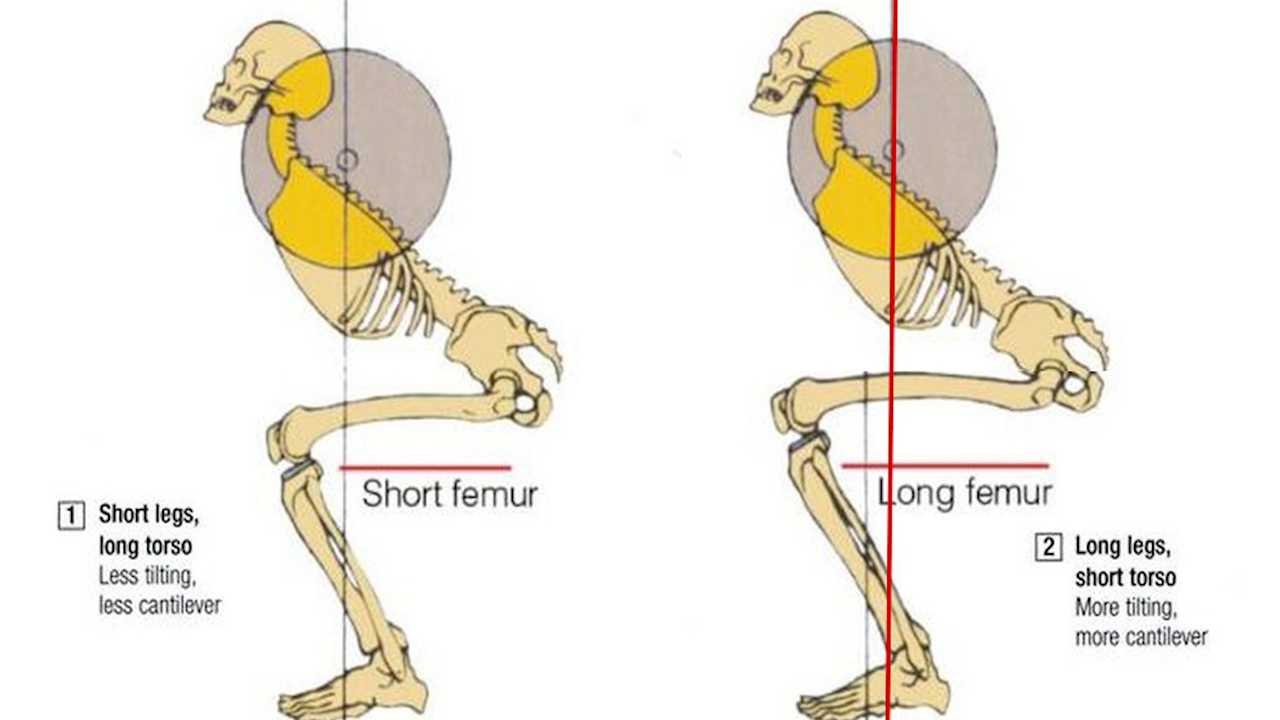 Short femur
1 Short legs,
long torso
Less tilting,
less cantilever
Long femur
2 Long legs,
short torso
More tilting,
more cantilever